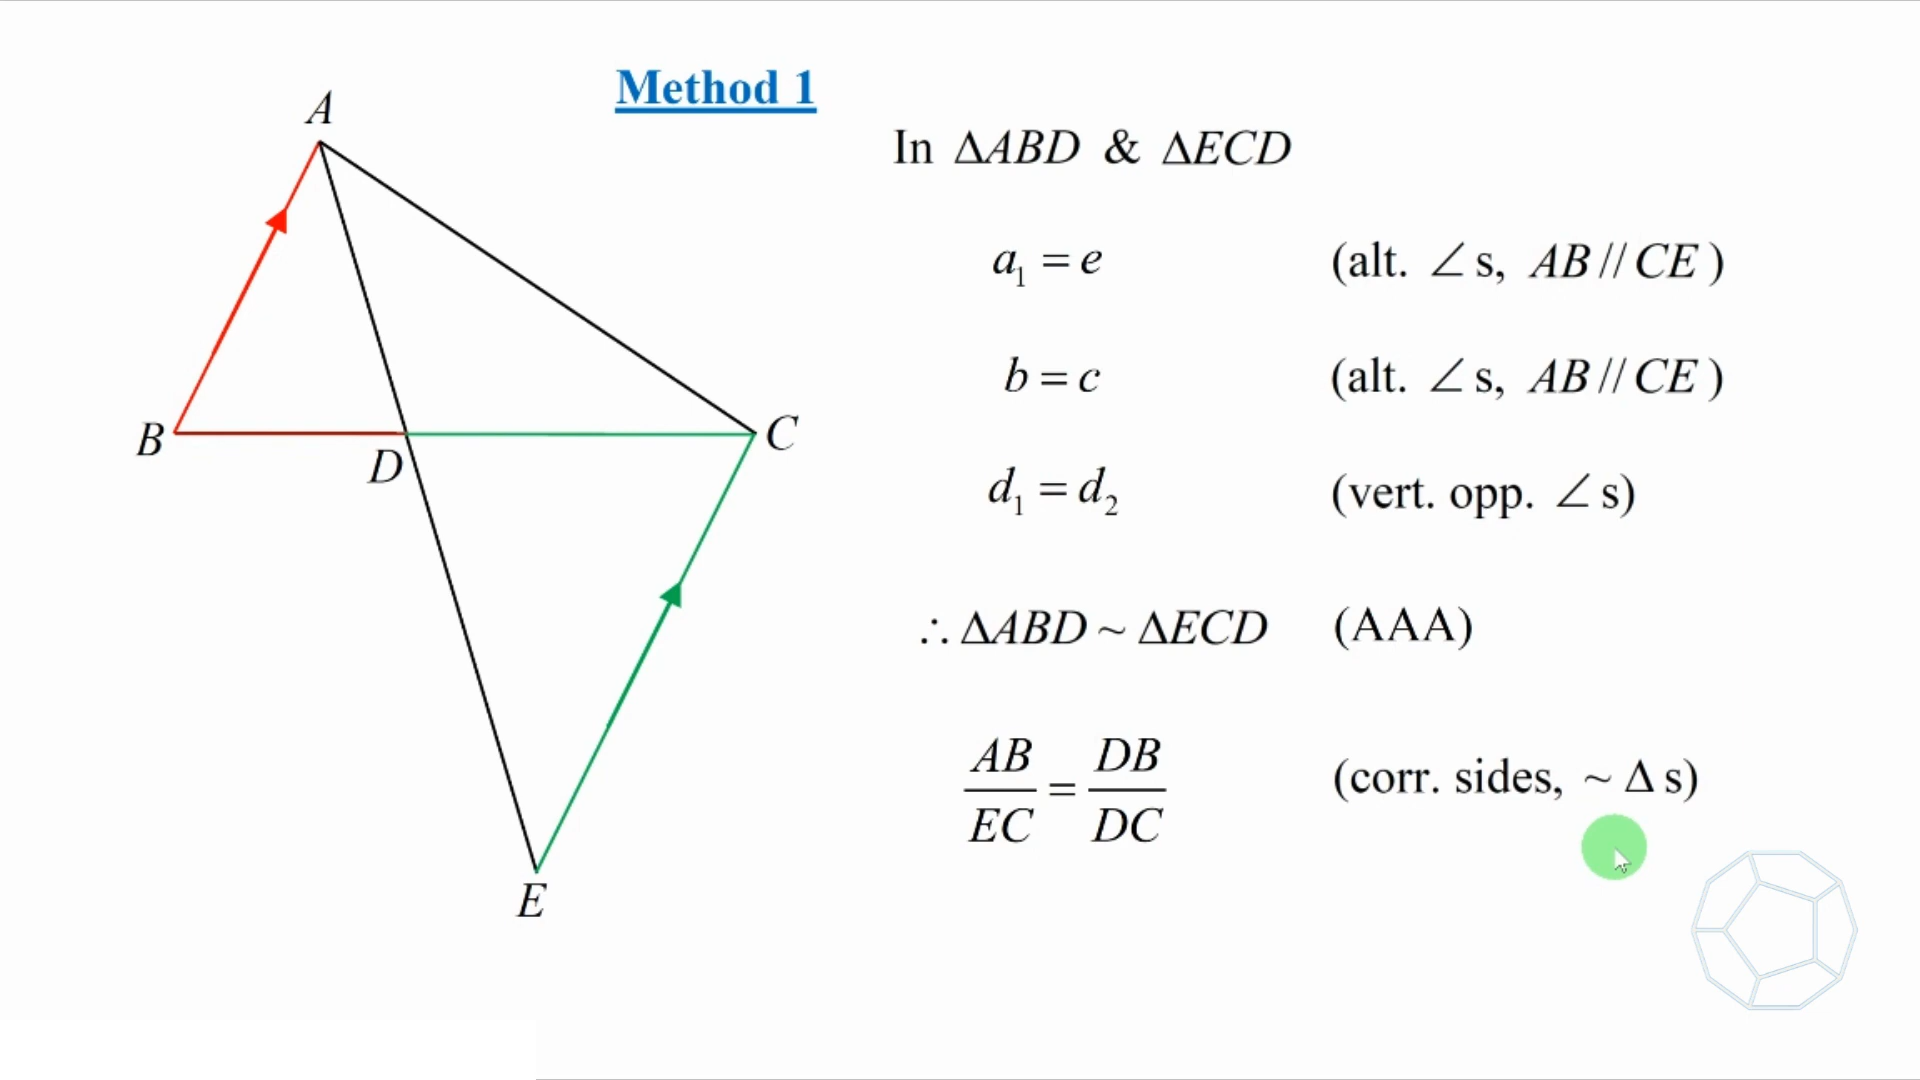 Method 1
A
B
D
C
E
In ΔABD & ΔECD
a₁ = e (alt. ∠s, AB // CE)
b = c (alt. ∠s, AB // CE)
d₁ = d₂ (vert. opp. ∠s)
∴ ΔABD ~ ΔECD (AAA)
AB/EC = DB/DC (corr. sides, ~ Δs)